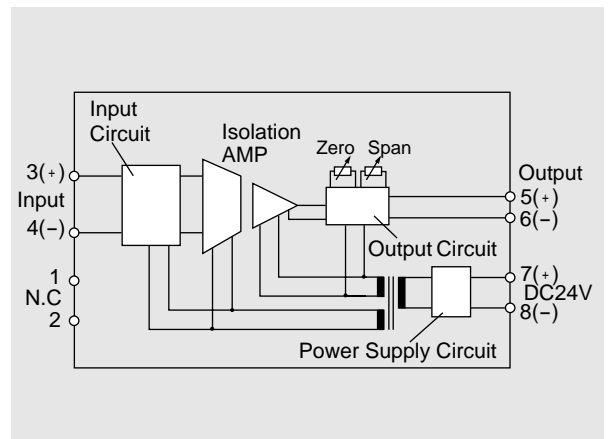 Input
Circuit
Isolation
AMP
Zero Span
3(+)
Input
4(−)
Output
5(+)
6(−)
Output Circuit
1
N.C
2
7(+)
DC24V
8(−)
Power Supply Circuit